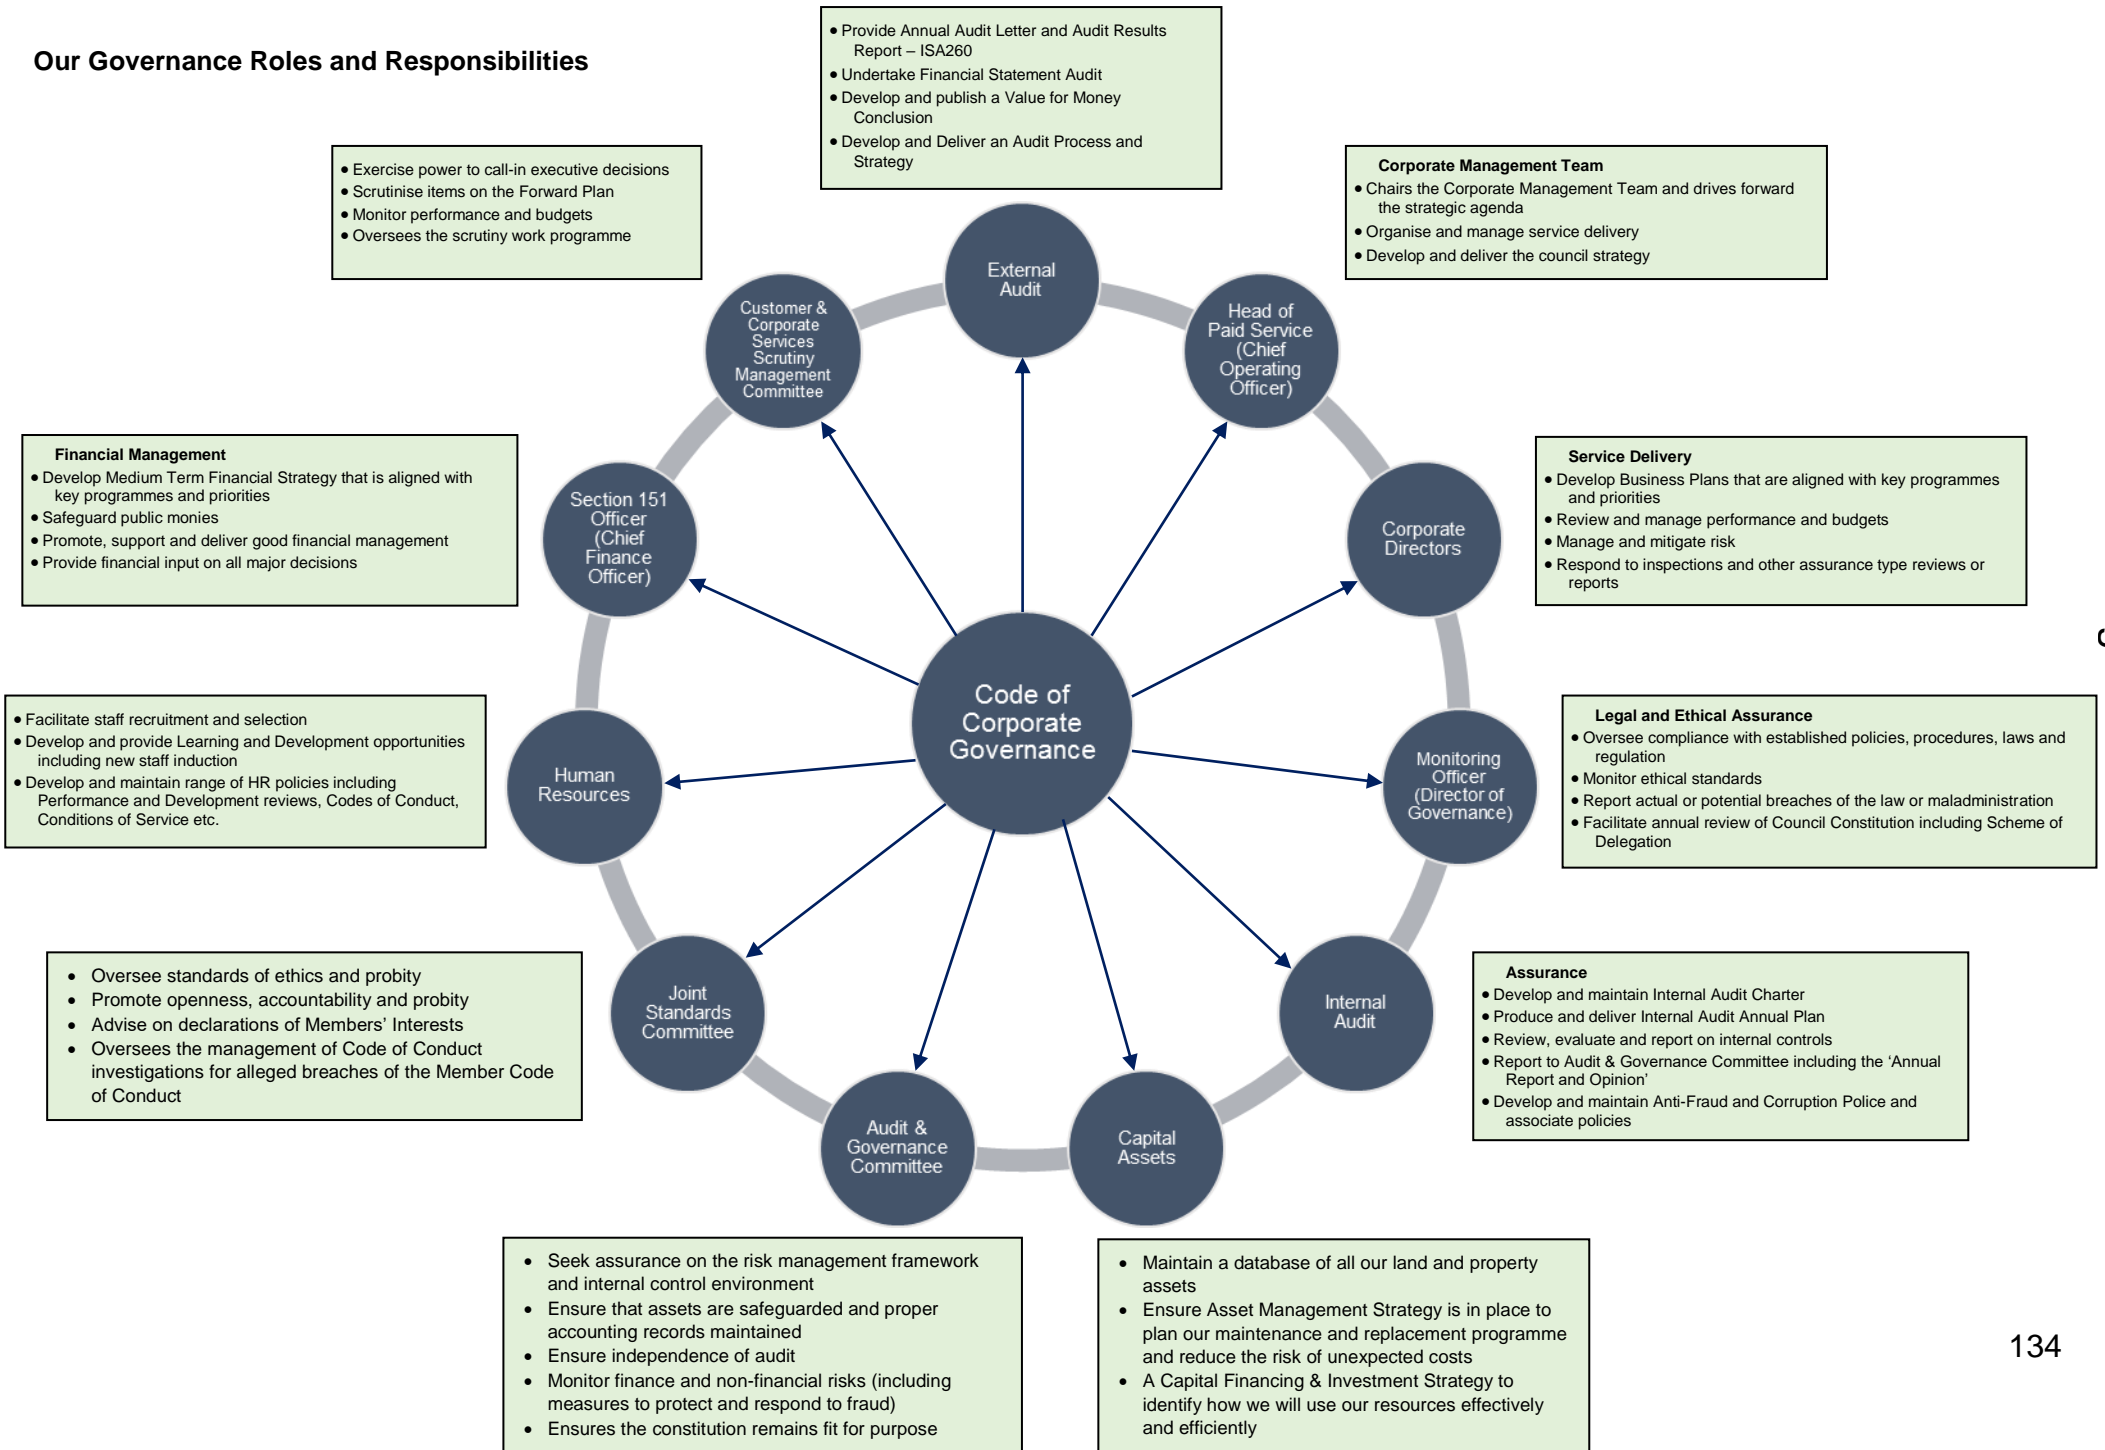 Our Governance Roles and Responsibilities
• Provide Annual Audit Letter and Audit Results
Report – ISA260
• Undertake Financial Statement Audit
• Develop and publish a Value for Money
Conclusion
• Develop and Deliver an Audit Process and
Strategy
• Exercise power to call-in executive decisions
• Scrutinise items on the Forward Plan
• Monitor performance and budgets
• Oversees the scrutiny work programme
Corporate Management Team
• Chairs the Corporate Management Team and drives forward
the strategic agenda
• Organise and manage service delivery
• Develop and deliver the council strategy
External
Audit
Customer &
Corporate
Services
Scrutiny
Management
Committee
Head of
Paid Service
(Chief
Operating
Officer)
Financial Management
• Develop Medium Term Financial Strategy that is aligned with
key programmes and priorities
• Safeguard public monies
• Promote, support and deliver good financial management
• Provide financial input on all major decisions
Section 151
Officer
(Chief
Finance
Officer)
Corporate
Directors
Service Delivery
• Develop Business Plans that are aligned with key programmes
and priorities
• Review and manage performance and budgets
• Manage and mitigate risk
• Respond to inspections and other assurance type reviews or
reports
Code of
Corporate
Governance
• Facilitate staff recruitment and selection
• Develop and provide Learning and Development opportunities
including new staff induction
• Develop and maintain range of HR policies including
Performance and Development reviews, Codes of Conduct,
Conditions of Service etc.
Human
Resources
Monitoring
Officer
(Director of
Governance)
Legal and Ethical Assurance
• Oversee compliance with established policies, procedures, laws and
regulation
• Monitor ethical standards
• Report actual or potential breaches of the law or maladministration
• Facilitate annual review of Council Constitution including Scheme of
Delegation
• Oversee standards of ethics and probity
• Promote openness, accountability and probity
• Advise on declarations of Members’ Interests
• Oversees the management of Code of Conduct
investigations for alleged breaches of the Member Code
of Conduct
Joint
Standards
Committee
Internal
Audit
Assurance
• Develop and maintain Internal Audit Charter
• Produce and deliver Internal Audit Annual Plan
• Review, evaluate and report on internal controls
• Report to Audit & Governance Committee including the ‘Annual
Report and Opinion’
• Develop and maintain Anti-Fraud and Corruption Police and
associate policies
Audit &
Governance
Committee
Capital
Assets
• Seek assurance on the risk management framework
and internal control environment
• Ensure that assets are safeguarded and proper
accounting records maintained
• Ensure independence of audit
• Monitor finance and non-financial risks (including
measures to protect and respond to fraud)
• Ensures the constitution remains fit for purpose
• Maintain a database of all our land and property
assets
• Ensure Asset Management Strategy is in place to
plan our maintenance and replacement programme
and reduce the risk of unexpected costs
• A Capital Financing & Investment Strategy to
identify how we will use our resources effectively
and efficiently
134